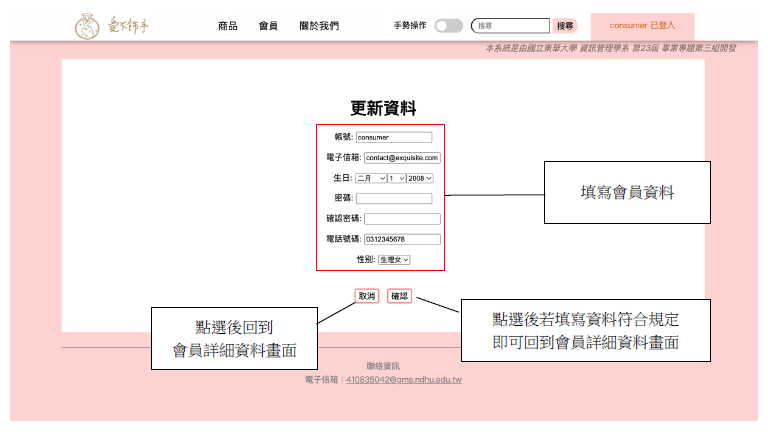 愛不飾手
商品 會員 關於我們 手勢操作 搜尋 搜尋 consumer 已登入
本系統是由國立東華大學 資訊管理學系 第23屆 畢業專題第三組開發
更新資料
帳號: consumer
電子信箱: contact@exquisite.com
生日: 二月 1 2008
密碼:
確認密碼:
電話號碼: 0312345678
性別: 生理女
填寫會員資料
取消 確認
點選後回到
會員詳細資料畫面
點選後若填寫資料符合規定
即可回到會員詳細資料畫面
聯絡資訊
電子信箱：410835042@gms.ndhu.edu.tw